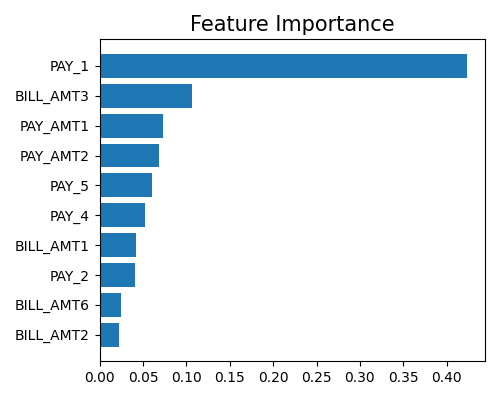 Feature Importance
PAY_1
BILL_AMT3
PAY_AMT1
PAY_AMT2
PAY_5
PAY_4
BILL_AMT1
PAY_2
BILL_AMT6
BILL_AMT2
0.00 0.05 0.10 0.15 0.20 0.25 0.30 0.35 0.40